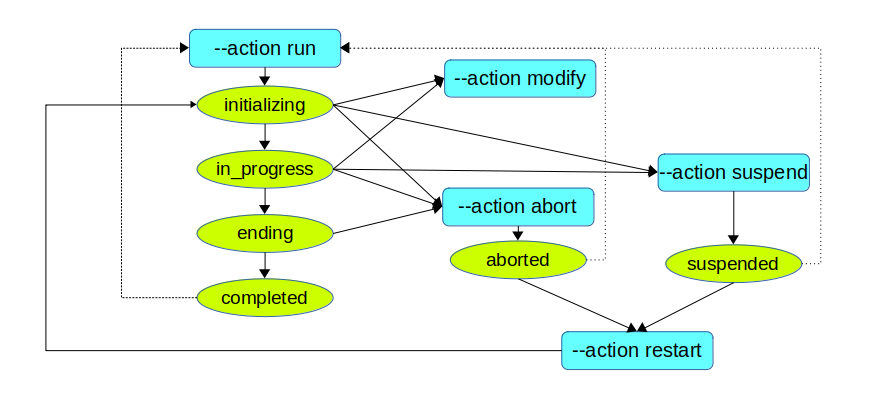 --action run
--action modify
initializing
in_progress
--action suspend
--action abort
ending
aborted
suspended
completed
--action restart